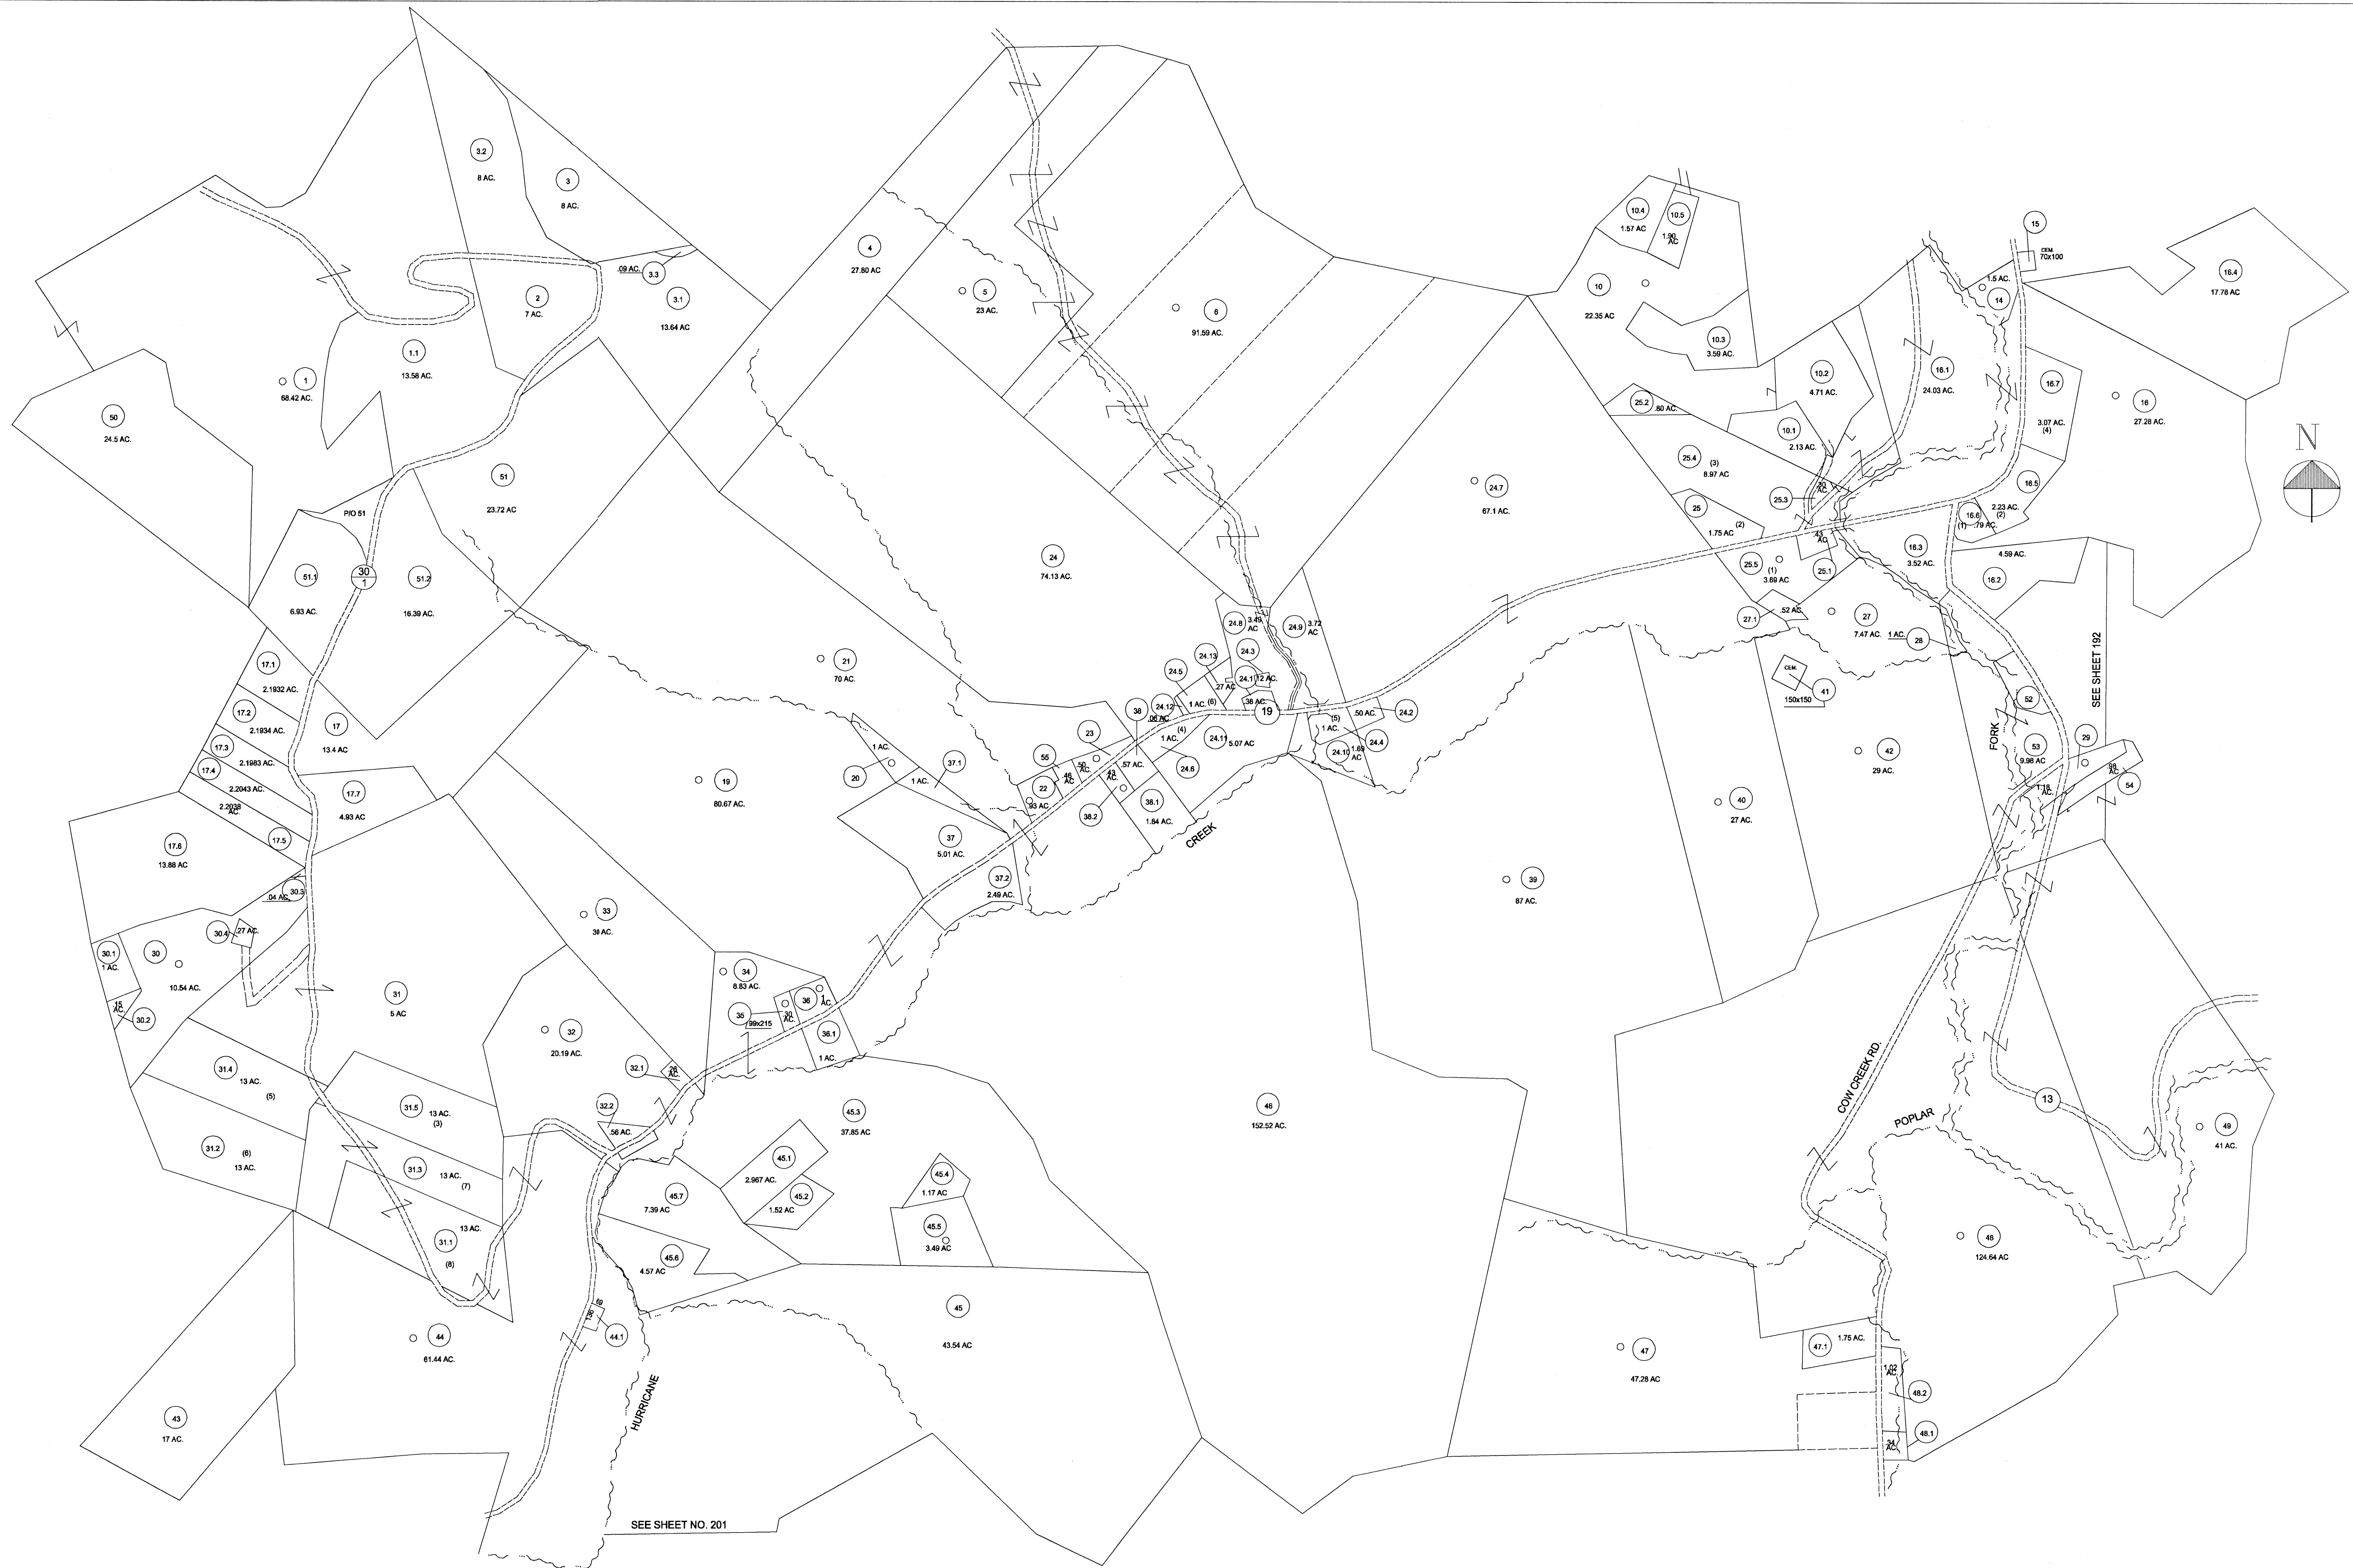 3.2
8 AC.
3
8 AC.
4
27.80 AC
5
23 AC.
6
91.59 AC.
.09 AC.
3.3
2
7 AC.
3.1
13.64 AC
1.1
13.58 AC.
1
68.42 AC.
50
24.5 AC.
51
23.72 AC
P/O 51
51.1
6.93 AC.
30
1
51.2
16.39 AC.
10.4
1.57 AC
10.5
1.90
AC
10
22.35 AC
10.3
3.59 AC.
15
CEM.
70x100
1.5 AC.
14
16.4
17.78 AC
10.2
4.71 AC.
16.1
24.03 AC.
16.7
3.07 AC.
(4)
16
27.28 AC.
N
25.2
.80 AC.
10.1
2.13 AC.
25.4
(3)
8.97 AC.
25.3
AC.
25
(2)
1.75 AC.
16.5
2.23 AC.
(2)
16.6
(1)
.79 AC.
24.7
67.1 AC.
24
74.13 AC.
25.5
(1)
3.69 AC
.43
AC
25.1
16.3
3.52 AC.
4.59 AC.
16.2
27.1
.52 AC.
27
7.47 AC.
1 AC.
28
SEE SHEET 192
CEM.
41
150x150
52
FORK
53
9.98 AC
29
.98
AC
54
1.18
AC.
42
29 AC.
40
27 AC.
39
87 AC.
24.8
3.49
AC
24.9
3.72
AC
24.13
24.3
24.5
.27 AC
24.1
.12 AC.
24.12
.06 AC.
1 AC.
(6)
.38 AC.
19
(4)
1 AC.
24.11
5.07 AC
(5)
1 AC.
.50 AC.
24.2
24.4
24.10
1.69
AC
24.6
38
23
55
.50
AC.
.46
AC
22
.93 AC
.57 AC.
.43
AC.
38.2
38.1
1.84 AC.
CREEK
21
70 AC.
1 AC.
20
37.1
1 AC.
37
5.01 AC.
37.2
2.49 AC.
19
80.67 AC.
17.1
2.1932 AC.
17.2
2.1934 AC.
17
13.4 AC
17.3
2.1983 AC.
17.4
2.2043 AC.
2.2038
AC.
17.5
17.7
4.93 AC
17.6
13.88 AC
30.3
.04 AC.
30.4
.27 AC.
30.1
1 AC.
30
10.54 AC.
.15
AC.
30.2
31
5 AC
33
39 AC.
32
20.19 AC.
34
8.83 AC.
35
.30
AC.
199x215
36
1
AC.
36.1
1 AC.
32.1
.26
AC.
32.2
.56 AC.
31.4
13 AC.
(5)
31.5
13 AC.
(3)
31.2
(6)
13 AC.
31.3
13 AC.
(7)
31.1
13 AC.
(8)
45.3
37.85 AC
45.1
2.967 AC.
45.2
1.52 AC
45.4
1.17 AC
45.5
3.49 AC
45.7
7.39 AC
45.6
4.57 AC
46
152.52 AC.
COW CREEK RD.
POPLAR
13
49
41 AC.
48
124.64 AC
45
43.54 AC
69
136
44.1
44
61.44 AC.
43
17 AC.
HURRICANE
47
47.28 AC
47.1
1.75 AC.
1.02
AC
48.2
48.1
.34
AC.
SEE SHEET NO. 201